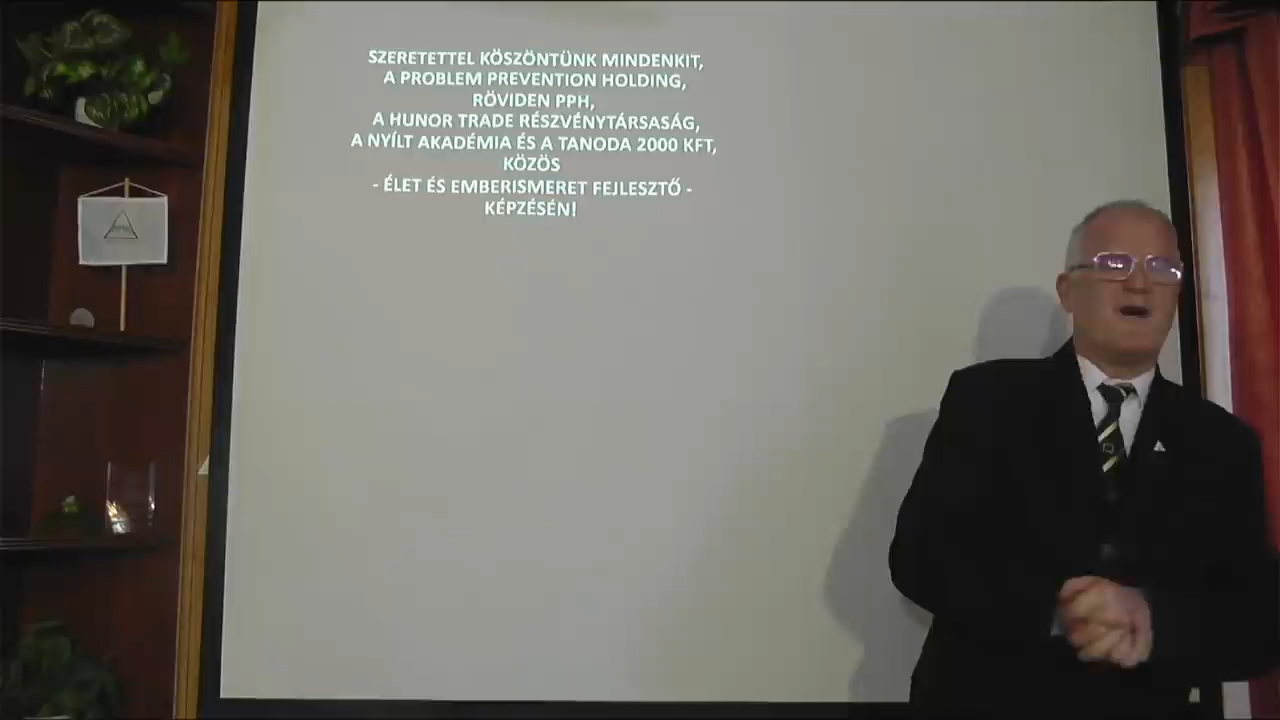 SZERETETTEL KÖSZÖNTÜNK MINDENKIT,
A PROBLEM PREVENTION HOLDING,
RÖVIDEN PPH,
A HUNOR TRADE RÉSZVÉNYTÁRSASÁG,
A NYÍLT AKADÉMIA ÉS A TANODA 2000 KFT,
KÖZÖS
- ÉLET ÉS EMBERISMERET FEJLESZTŐ -
KÉPZÉSÉN!